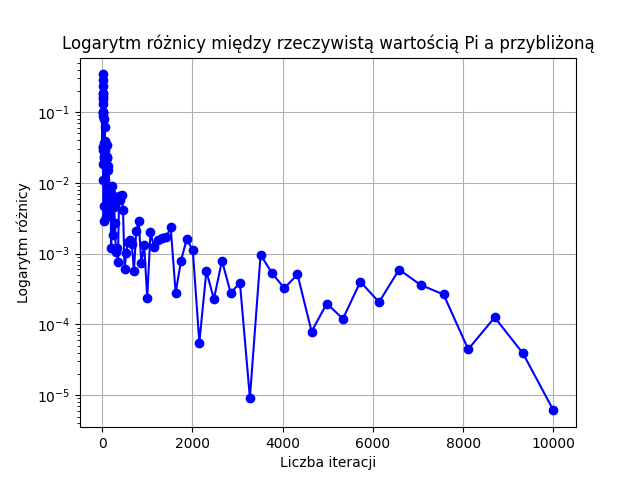 Logarytm różnicy między rzeczywistą wartością Pi a przybliżoną
Logarytm różnicy
10⁻¹
10⁻²
10⁻³
10⁻⁴
10⁻⁵
0 2000 4000 6000 8000 10000
Liczba iteracji